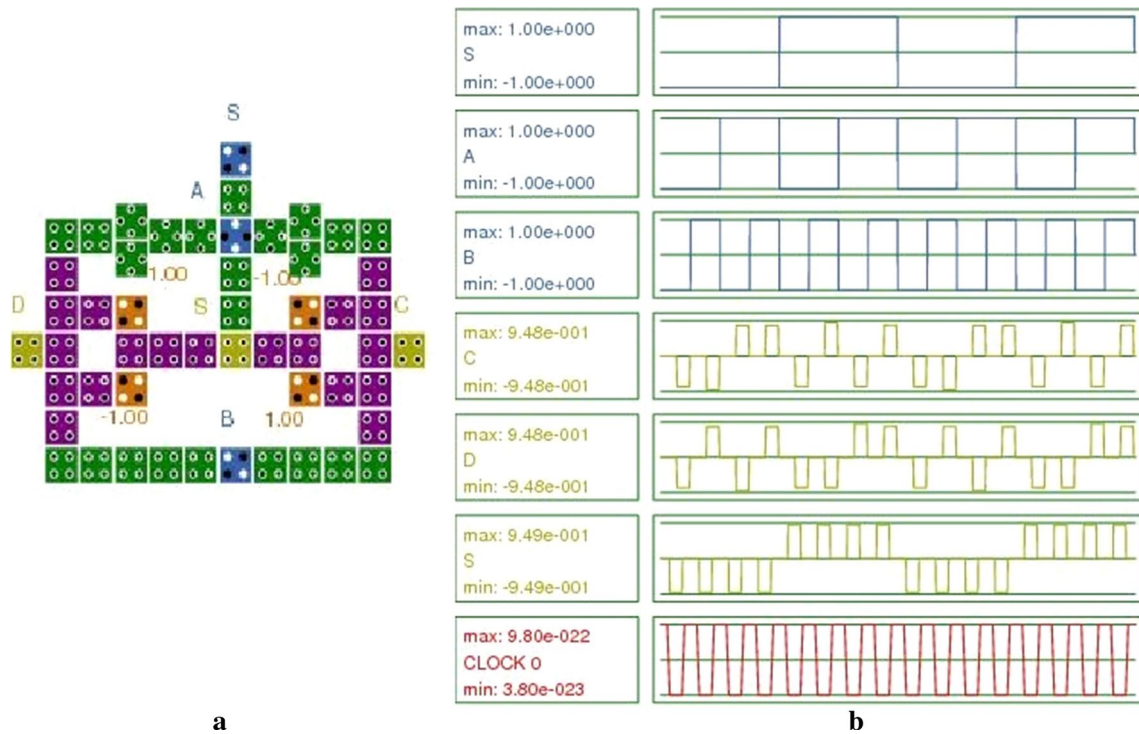 S
A
1.00
-1.00
D
S
C
-1.00
B
1.00
max: 1.00e+000
S
min: -1.00e+000
max: 1.00e+000
A
min: -1.00e+000
max: 1.00e+000
B
min: -1.00e+000
max: 9.48e-001
C
min: -9.48e-001
max: 9.48e-001
D
min: -9.48e-001
max: 9.49e-001
S
min: -9.49e-001
max: 9.80e-022
CLOCK 0
min: 3.80e-023
a
b